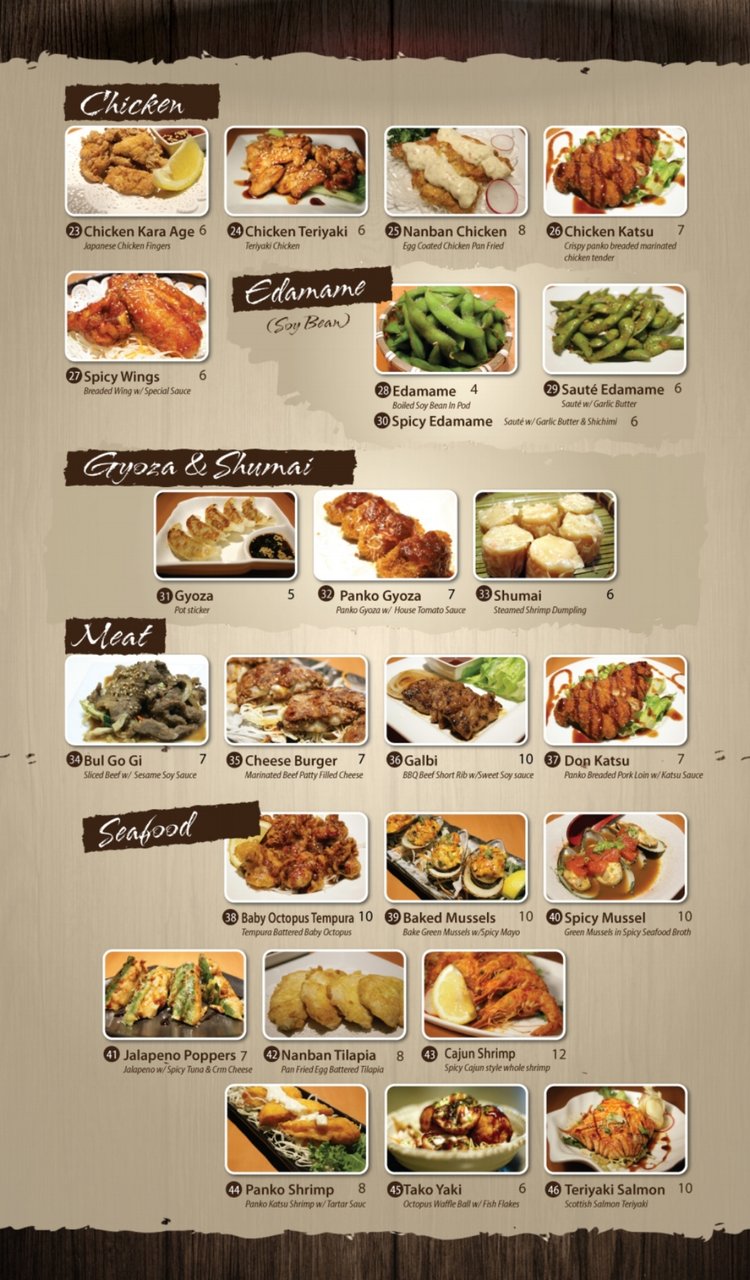 Chicken
23 Chicken Kara Age 6
Japanese Chicken Fingers
24 Chicken Teriyaki 6
Teriyaki Chicken
25 Nanban Chicken 8
Egg Coated Chicken Pan Fried
26 Chicken Katsu 7
Crispy panko breaded marinated
chicken tender
27 Spicy Wings 6
Breaded Wing w/ Special Sauce
Edamame
(Soy Bean)
28 Edamame 4
Boiled Soy Bean In Pod
29 Sauté Edamame 6
Sauté w/ Garlic Butter
30 Spicy Edamame Sauté w/ Garlic Butter & Shichimi 6
Gyoza & Shumai
31 Gyoza 5
Pot sticker
32 Panko Gyoza 7
Panko Gyoza w/ House Tomato Sauce
33 Shumai 6
Steamed Shrimp Dumpling
Meat
34 Bul Go Gi 7
Sliced Beef w/ Sesame Soy Sauce
35 Cheese Burger 7
Marinated Beef Patty Filled Cheese
36 Galbi 10
BBQ Beef Short Rib w/Sweet Soy sauce
37 Don Katsu 7
Panko Breaded Pork Loin w/ Katsu Sauce
Seafood
38 Baby Octopus Tempura 10
Tempura Battered Baby Octopus
39 Baked Mussels 10
Bake Green Mussels w/Spicy Mayo
40 Spicy Mussel 10
Green Mussels in Spicy Seafood Broth
41 Jalapeno Poppers 7
Jalapeno w/ Spicy Tuna & Crm Cheese
42 Nanban Tilapia 8
Pan Fried Egg Battered Tilapia
43 Cajun Shrimp 12
Spicy Cajun style whole shrimp
44 Panko Shrimp 8
Panko Katsu Shrimp w/ Tartar Sauc
45 Tako Yaki 6
Octopus Waffle Ball w/ Fish Flakes
46 Teriyaki Salmon 10
Scottish Salmon Teriyaki